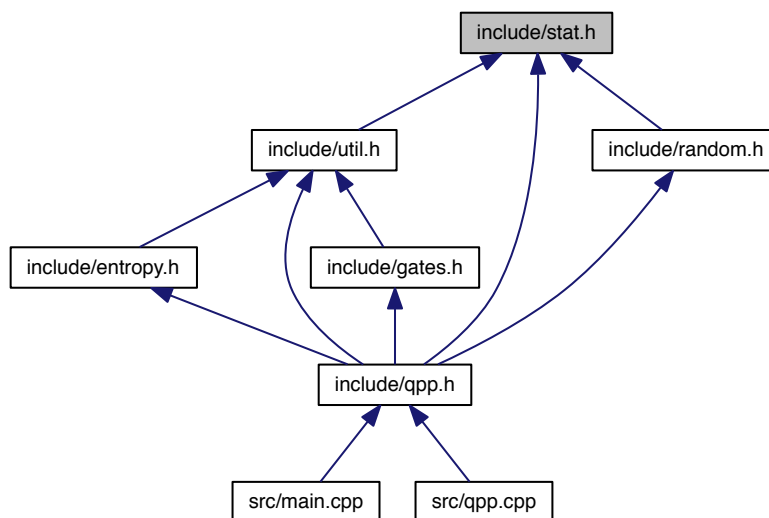 include/stat.h
include/util.h
include/random.h
include/entropy.h
include/gates.h
include/qpp.h
src/main.cpp
src/qpp.cpp